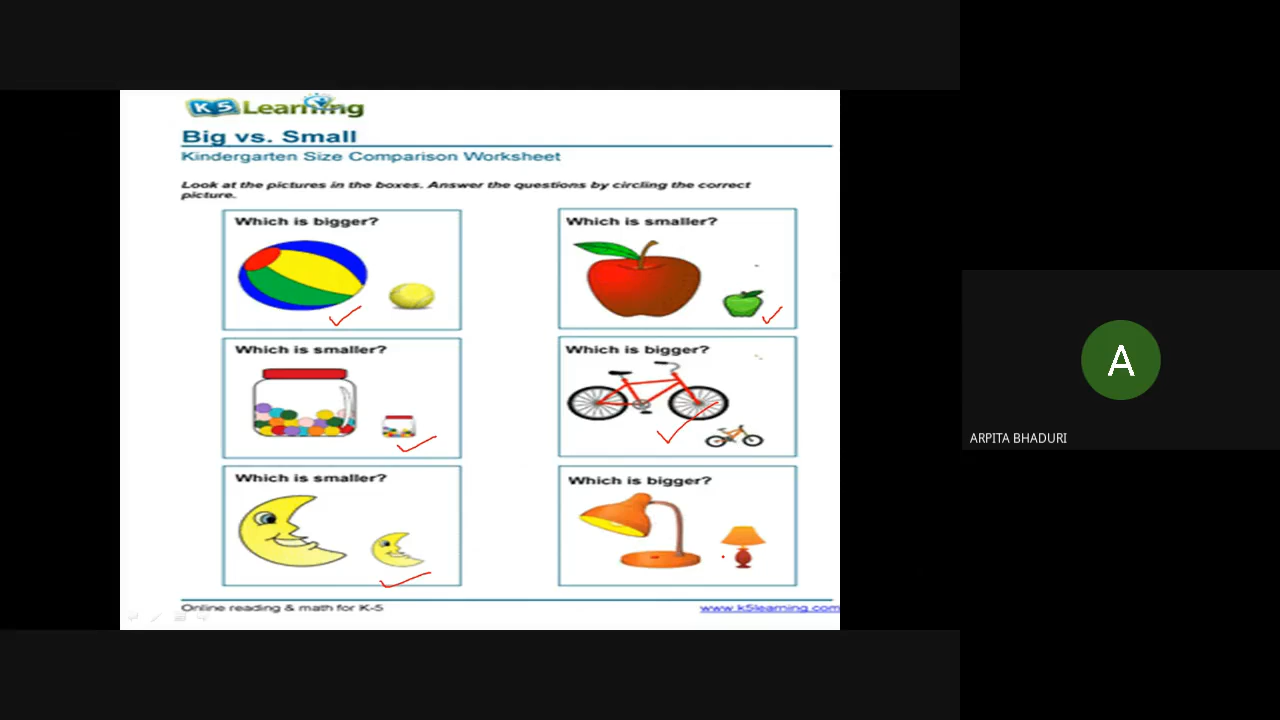 K5 Learning
Big vs. Small
Kindergarten Size Comparison Worksheet
Look at the pictures in the boxes. Answer the questions by circling the correct
picture.
Which is bigger?
Which is smaller?
Which is smaller?
Which is bigger?
Which is smaller?
Which is bigger?
Online reading & math for K-5
www.k5learning.com
A
ARPITA BHADURI